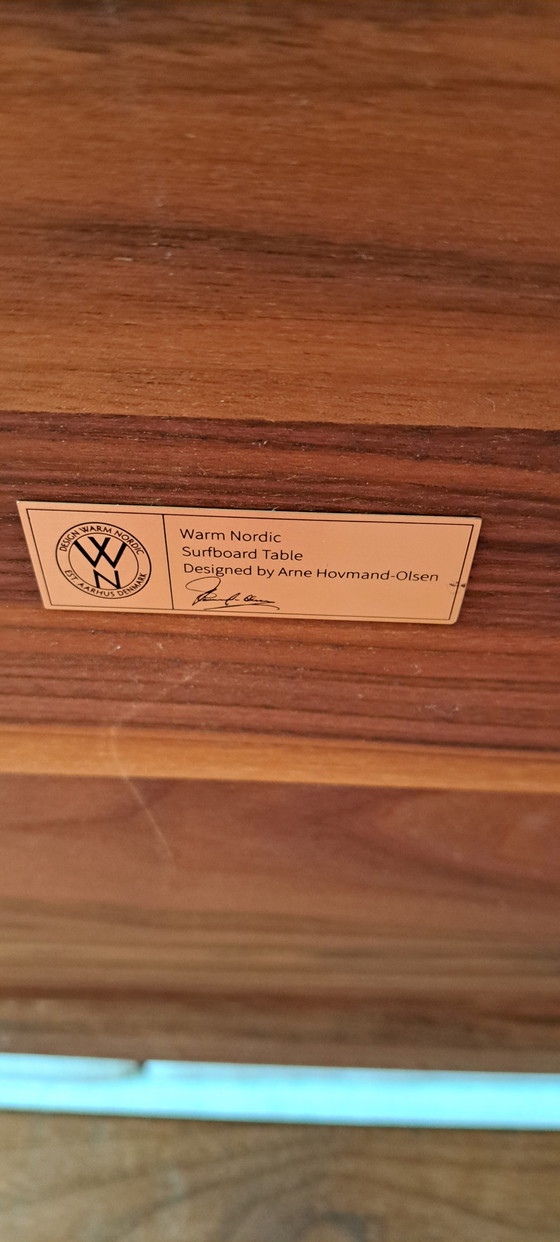 DESIGN WARM NORDIC
WN
EST AARHUS DENMARK
Warm Nordic
Surfboard Table
Designed by Arne Hovmand-Olsen